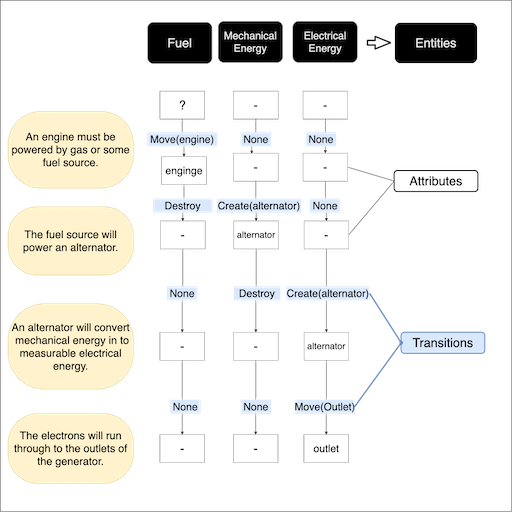 Fuel
Mechanical
Energy
Electrical
Energy
Entities
?
-
-
An engine must be
powered by gas or some
fuel source.
Move(engine)
None
None
enginge
-
-
Attributes
Destroy
Create(alternator)
None
The fuel source will
power an alternator.
-
alternator
-
None
Destroy
Create(alternator)
An alternator will convert
mechanical energy in to
measurable electrical
energy.
-
-
alternator
Transitions
None
None
Move(Outlet)
The electrons will run
through to the outlets of
the generator.
-
-
outlet